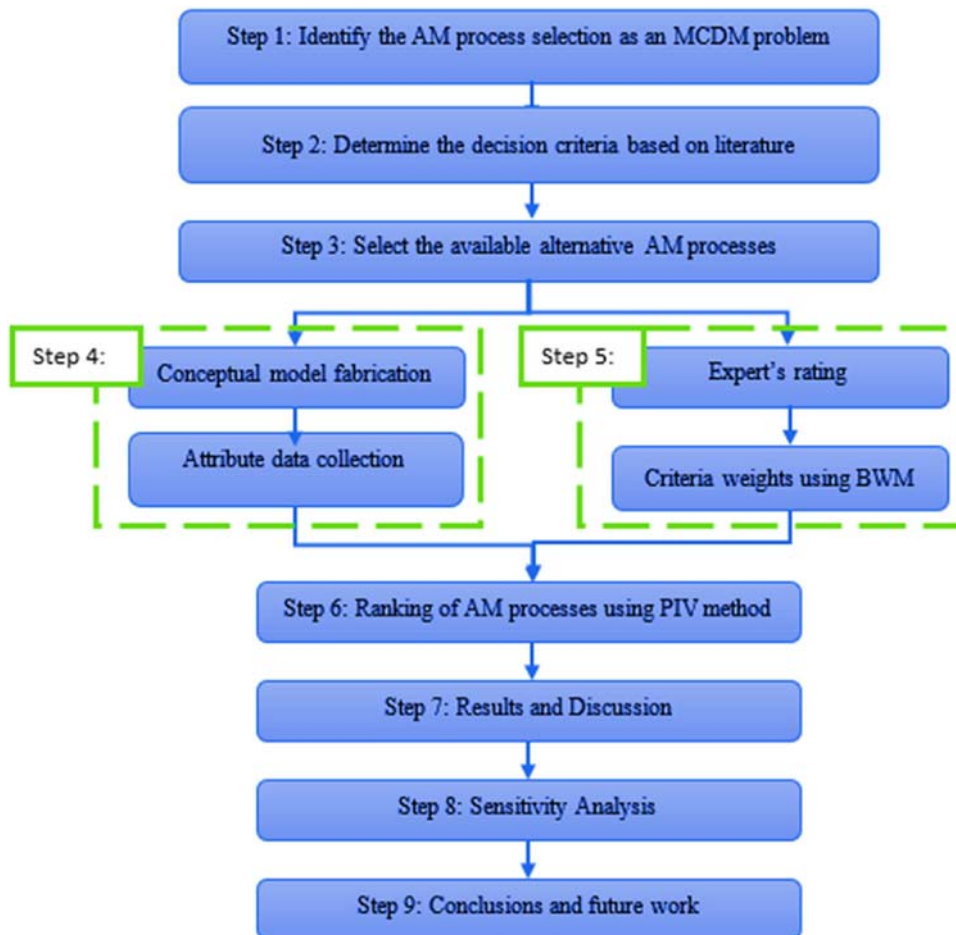 Step 1: Identify the AM process selection as an MCDM problem
Step 2: Determine the decision criteria based on literature
Step 3: Select the available alternative AM processes
Step 4:
Conceptual model fabrication
Attribute data collection
Step 5:
Expert's rating
Criteria weights using BWM
Step 6: Ranking of AM processes using PIV method
Step 7: Results and Discussion
Step 8: Sensitivity Analysis
Step 9: Conclusions and future work